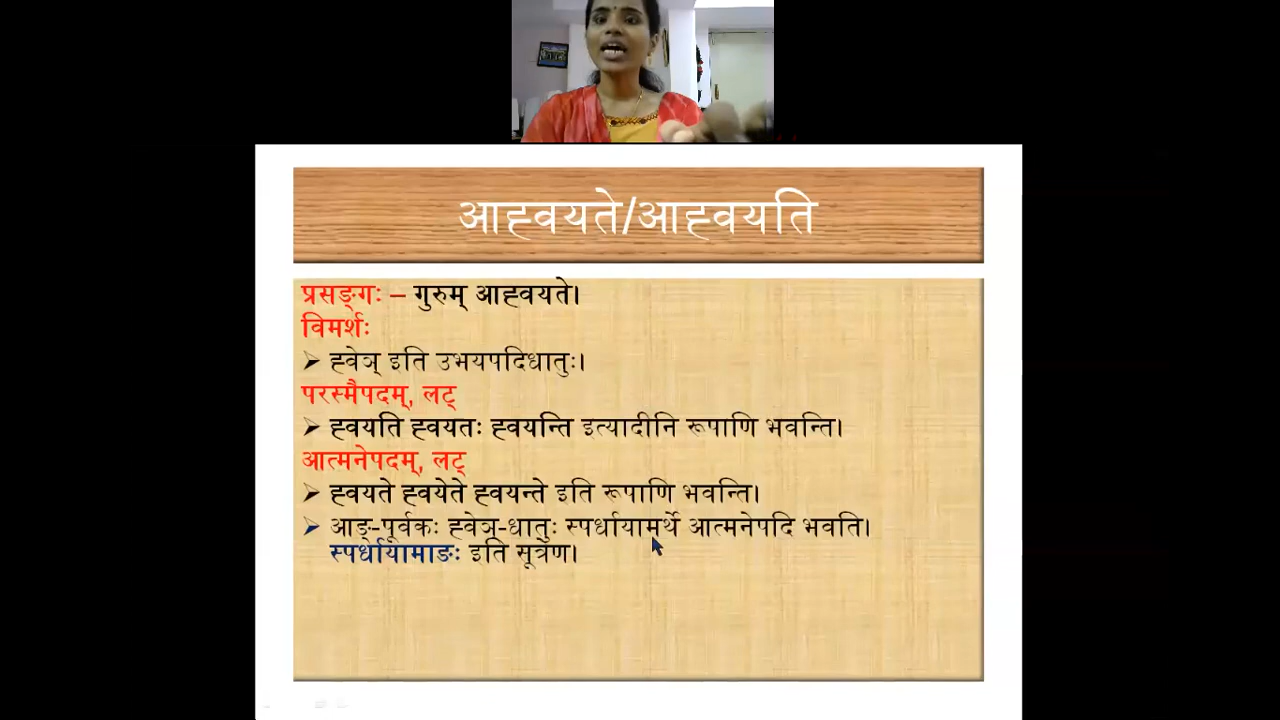 आह्वयते/आह्वयति
प्रसङ्गः – गुरुम् आह्वयते।
विमर्शः
➢ ह्वेञ् इति उभयपदिधातुः।
परस्मैपदम्, लट्
➢ ह्वयति ह्वयतः ह्वयन्ति इत्यादीनि रूपाणि भवन्ति।
आत्मनेपदम्, लट्
➢ ह्वयते ह्वयेते ह्वयन्ते इति रूपाणि भवन्ति।
➢ आङ्-पूर्वकः ह्वेञ्-धातुः स्पर्धायामर्थे आत्मनेपदि भवति।
स्पर्धायामाङः इति सूत्रेण।